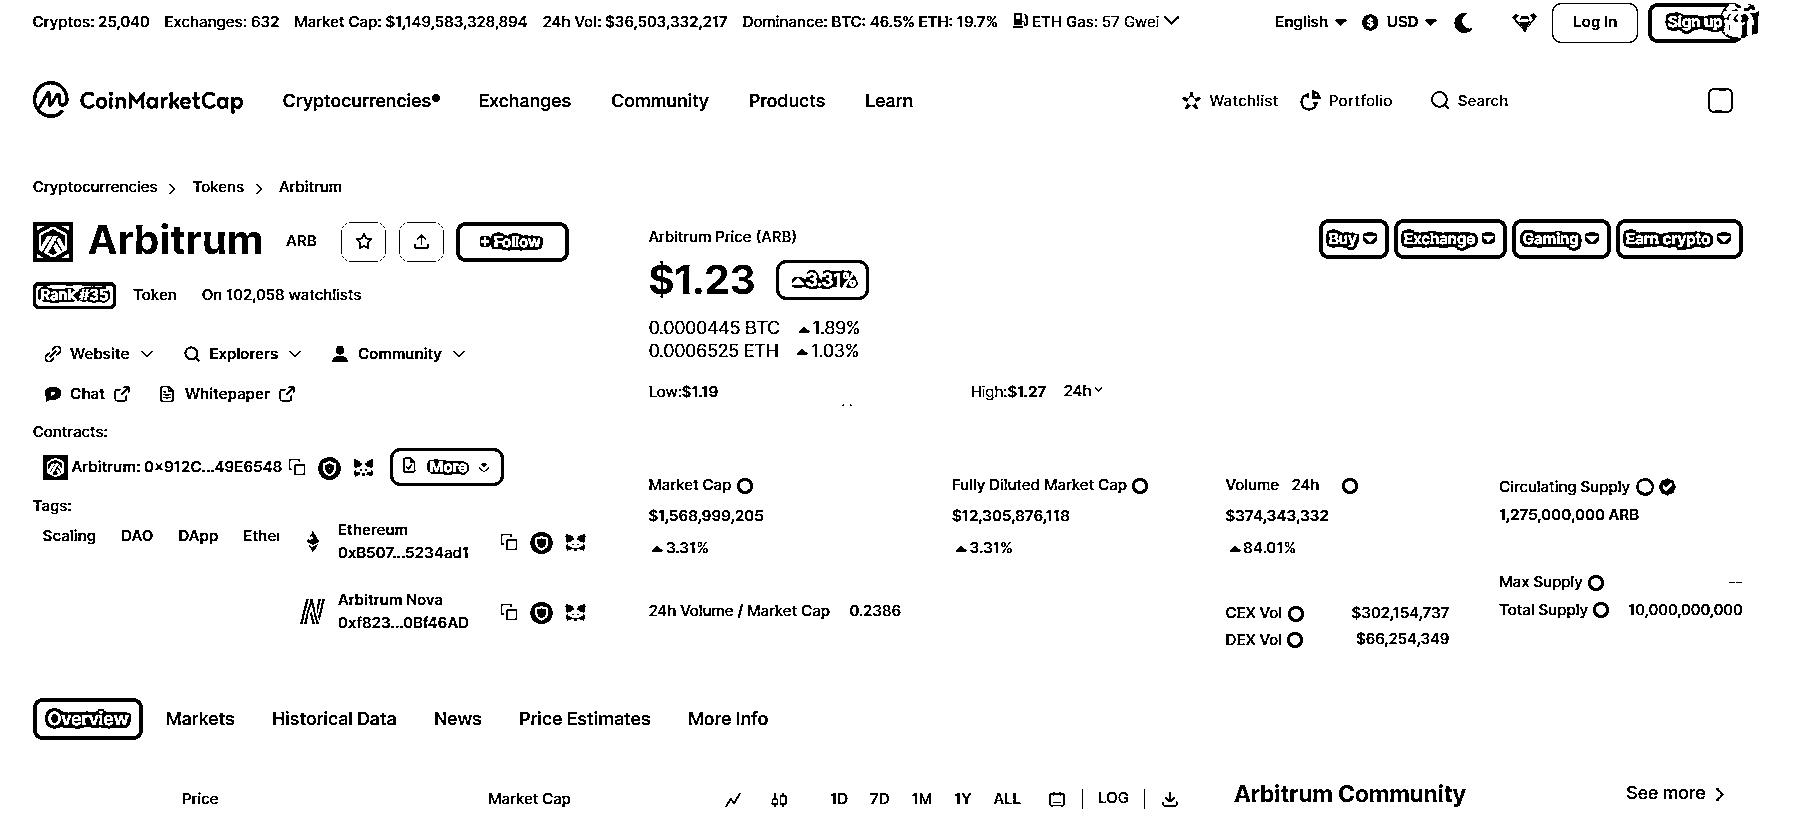 Cryptos: 25,040 Exchanges: 632 Market Cap: $1,149,583,328,894 24h Vol: $36,503,332,217 Dominance: BTC: 46.5% ETH: 19.7% ETH Gas: 57 Gwei English USD Log In Sign up
CoinMarketCap Cryptocurrencies Exchanges Community Products Learn Watchlist Portfolio Search
Cryptocurrencies Tokens Arbitrum
Arbitrum ARB +Follow
Rank #35 Token On 102,058 watchlists
Website Explorers Community
Chat Whitepaper
Contracts:
Arbitrum: 0x912C...49E6548 More
Tags:
Scaling DAO DApp Ether
Ethereum
0xB507...5234ad1
Arbitrum Nova
0xf823...0Bf46AD
Arbitrum Price (ARB)
$1.23 3.31%
0.0000445 BTC 1.89%
0.0006525 ETH 1.03%
Low:$1.19 High:$1.27 24h
Buy Exchange Gaming Earn crypto
Market Cap
$1,568,999,205
3.31%
24h Volume / Market Cap 0.2386
Fully Diluted Market Cap
$12,305,876,118
3.31%
Volume 24h
$374,343,332
84.01%
CEX Vol $302,154,737
DEX Vol $66,254,349
Circulating Supply
1,275,000,000 ARB
Max Supply --
Total Supply 10,000,000,000
Overview Markets Historical Data News Price Estimates More Info
Price Market Cap 1D 7D 1M 1Y ALL LOG
Arbitrum Community See more